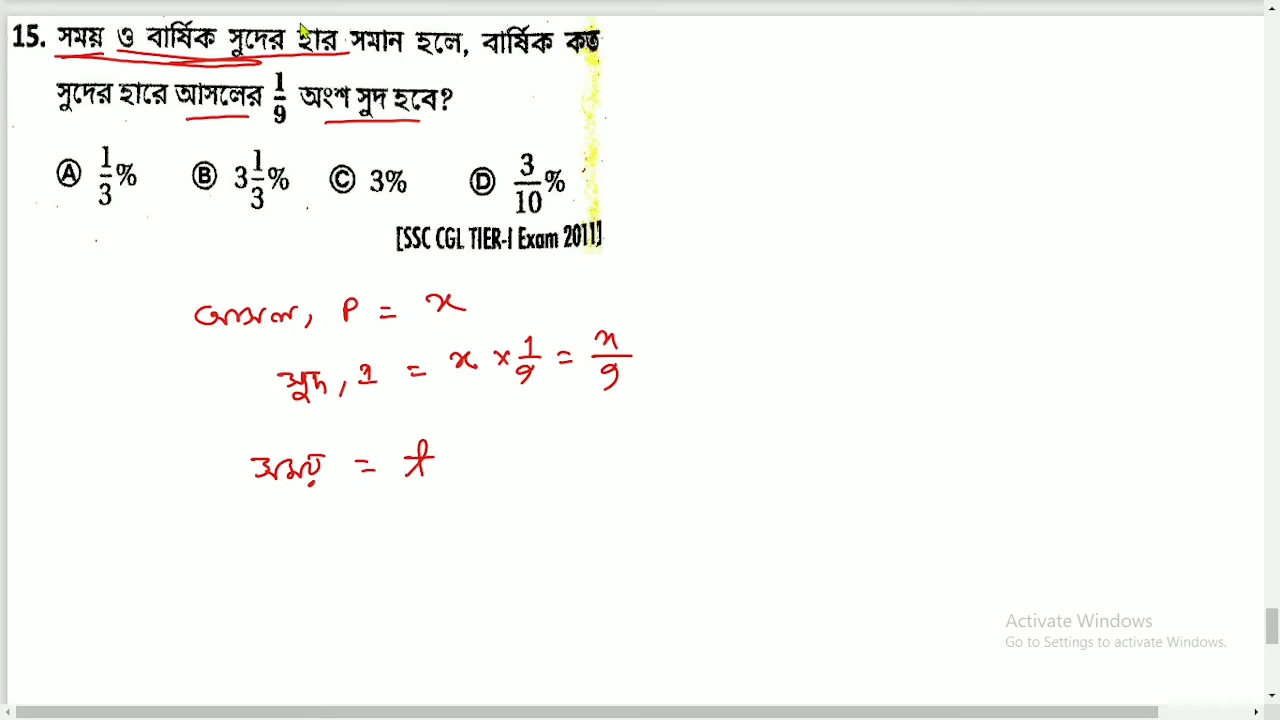 15. সময় ও বার্ষিক সুদের হার সমান হলে, বার্ষিক কত
সুদের হারে আসলের 1/9 অংশ সুদ হবে?
Ⓐ 1/3% Ⓑ 3 1/3% Ⓒ 3% Ⓓ 3/10%
[SSC CGL TIER-I Exam 2011]
আসল, P = x
সুদ, I = x × 1/9 = x/9
সময় = t
Activate Windows
Go to Settings to activate Windows.